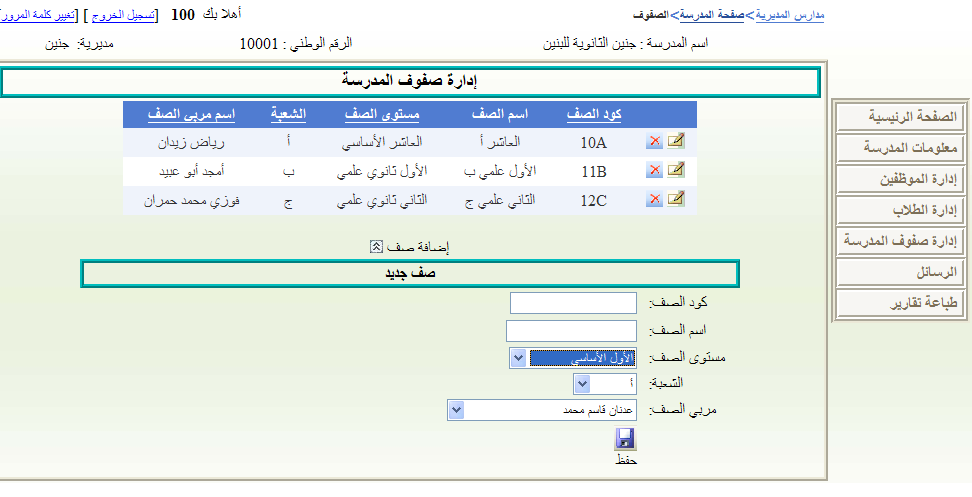 مدارس المديرية>صفحة المدرسة>الصفوف
أهلا بك 100 [تسجيل الخروج ] [تغيير كلمة المرور
اسم المدرسة : جنين الثانوية للبنين الرقم الوطني : 10001 مديرية: جنين
الصفحة الرئيسية
معلومات المدرسة
إدارة الموظفين
إدارة الطلاب
إدارة صفوف المدرسة
الرسائل
طباعة تقارير
إدارة صفوف المدرسة
كود الصف اسم الصف مستوى الصف الشعبة اسم مربي الصف
10A العاشر أ العاشر الأساسي أ رياض زيدان
11B الأول علمي ب الأول ثانوي علمي ب أمجد أبو عبيد
12C الثاني علمي ج الثاني ثانوي علمي ج فوزي محمد حمران
إضافة صف
صف جديد
كود الصف:
اسم الصف:
مستوى الصف: الأول الأساسي
الشعبة: أ
مربي الصف: عدنان قاسم محمد
حفظ